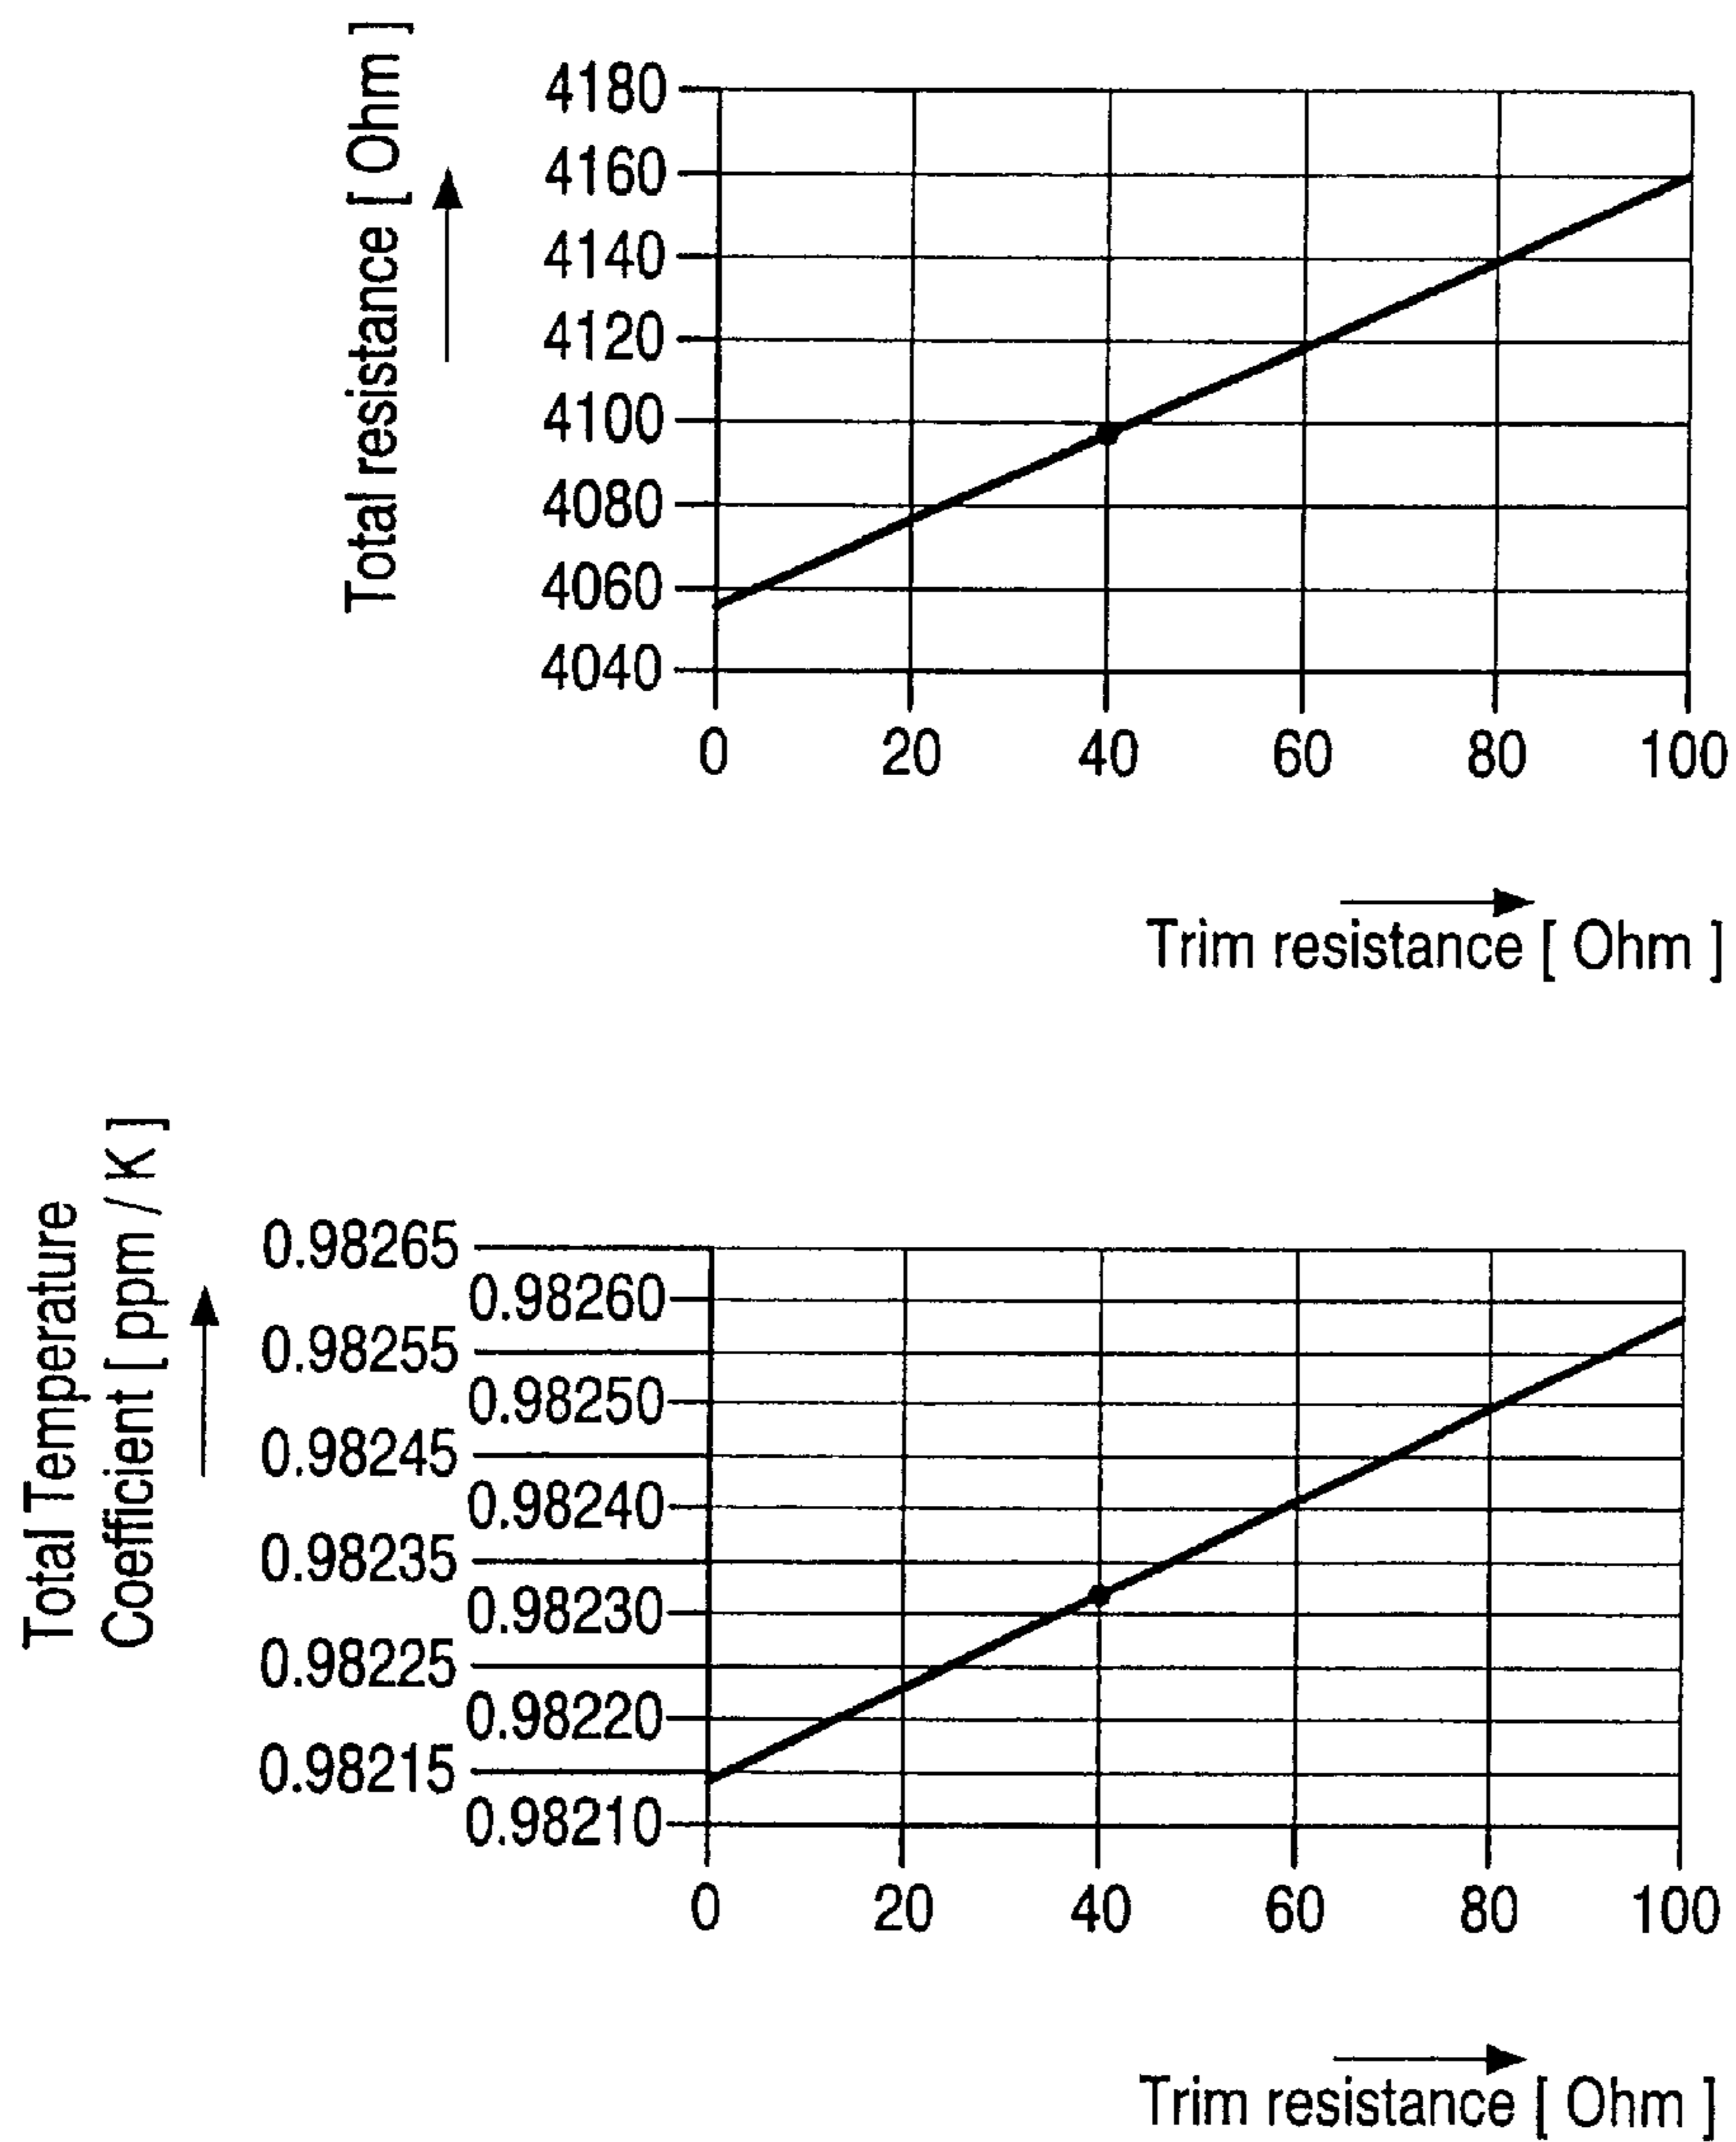 Total resistance [ Ohm ]
4180
4160
4140
4120
4100
4080
4060
4040
0 20 40 60 80 100
Trim resistance [ Ohm ]
Total Temperature
Coefficient [ ppm / K ]
0.98265
0.98260
0.98255
0.98250
0.98245
0.98240
0.98235
0.98230
0.98225
0.98220
0.98215
0.98210
0 20 40 60 80 100
Trim resistance [ Ohm ]